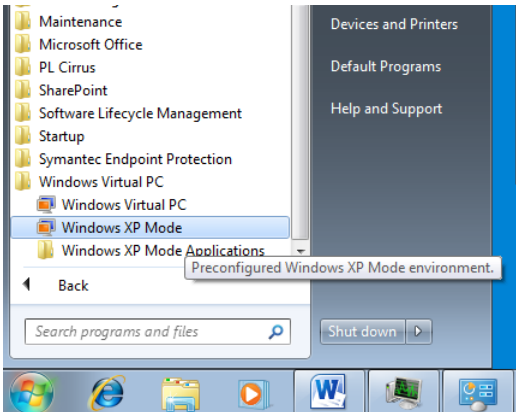 Maintenance
Microsoft Office
PL Cirrus
SharePoint
Software Lifecycle Management
Startup
Symantec Endpoint Protection
Windows Virtual PC
Windows Virtual PC
Windows XP Mode
Windows XP Mode Applications
Preconfigured Windows XP Mode environment.
Back
Search programs and files
Devices and Printers
Default Programs
Help and Support
Shut down
W